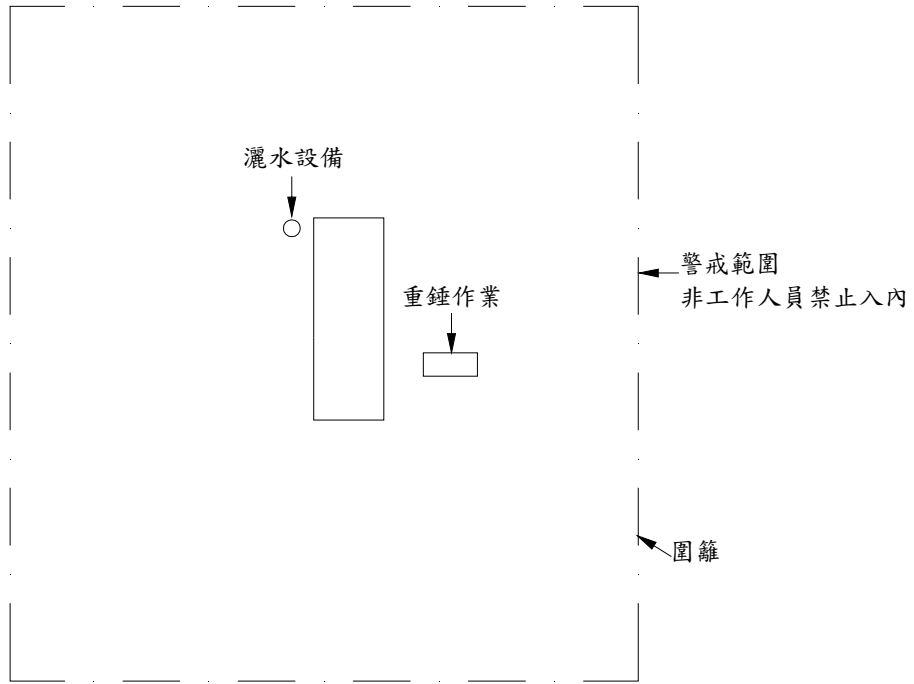 灑水設備
警戒範圍
非工作人員禁止入內
重錘作業
圍籬